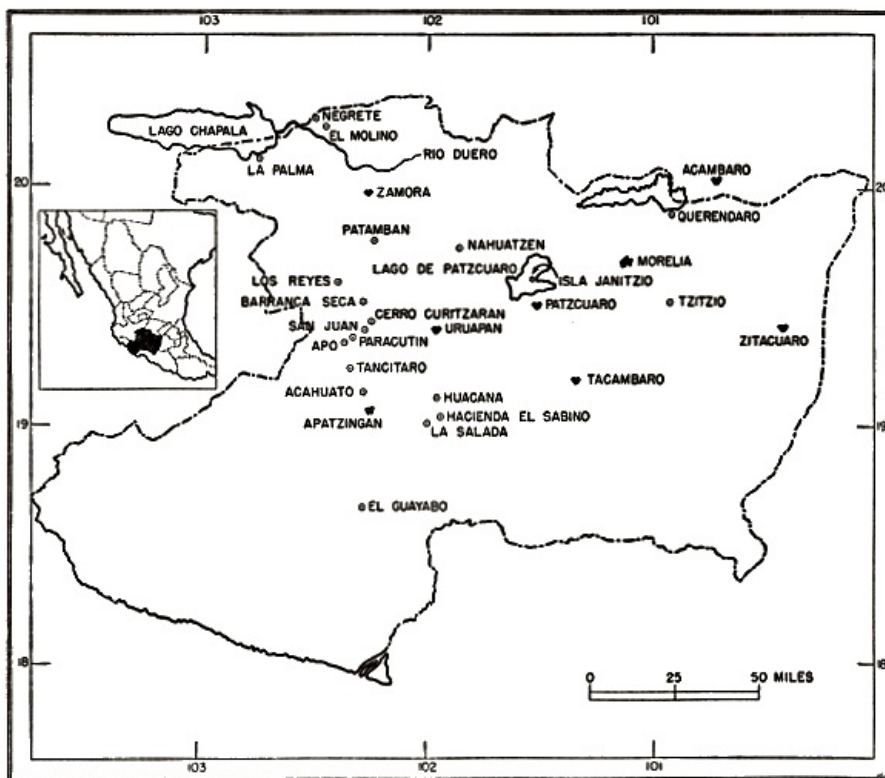 103 102 101
NEGRETE
LAGO CHAPALA
EL MOLINO
RIO DUERO
LA PALMA
ACAMBARO
20 20
ZAMORA
QUERENDARO
PATAMBAN
NAHUATZEN
MORELIA
LAGO DE PATZCUARO
ISLA JANITZIO
LOS REYES
BARRANCA SECA
PATZCUARO
TZITZIO
CERRO CURITZARAN
SAN JUAN
URUAPAN
APO
PARACUTIN
ZITACUARO
TANCITARO
TACAMBARO
ACAHUATO
HUACANA
APATZINGAN
HACIENDA EL SABINO
LA SALADA
19 19
EL GUAYABO
18 18
0 25 50 MILES
103 102 101